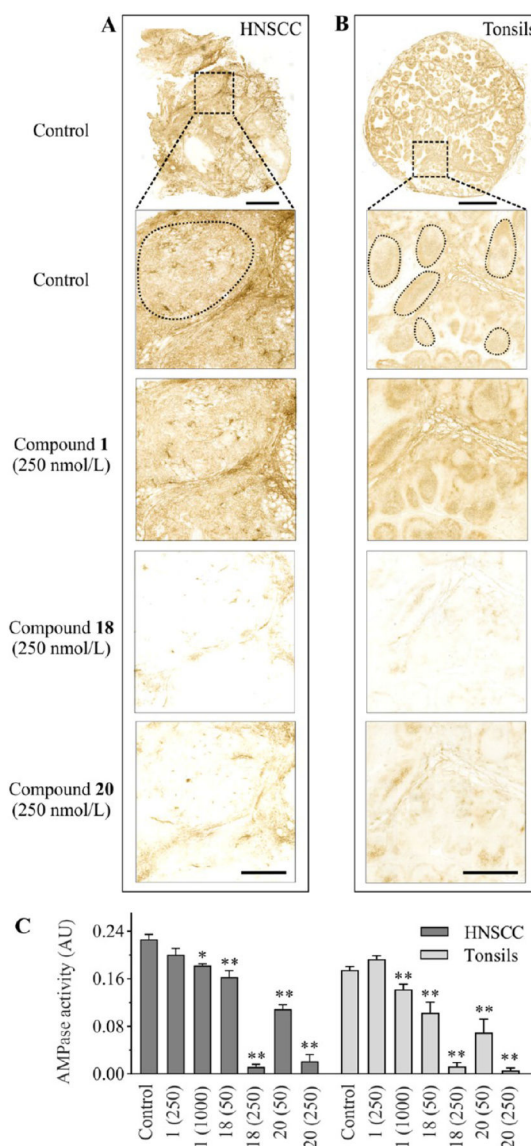 A HNSCC
B Tonsils
Control
Control
Compound 1
(250 nmol/L)
Compound 18
(250 nmol/L)
Compound 20
(250 nmol/L)
C
HNSCC
Tonsils
AMPase activity (AU)
0.24
0.16
0.08
0.00
* ** ** ** **
** ** ** ** **
Control
1 (250)
1 (1000)
18 (50)
18 (250)
20 (50)
20 (250)
Control
1 (250)
1 (1000)
18 (50)
18 (250)
20 (50)
20 (250)